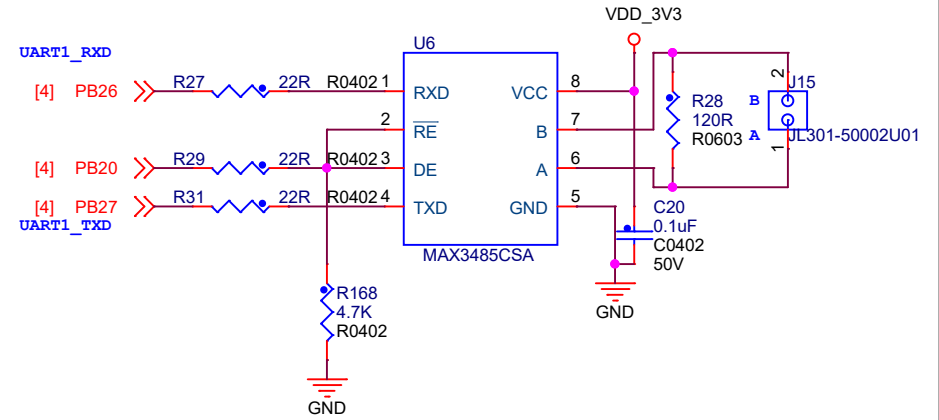 VDD_3V3
UART1_RXD
U6
[4] PB26 R27 22R R0402 1 RXD VCC 8
2 RE B 7
[4] PB20 R29 22R R0402 3 DE A 6
[4] PB27 R31 22R R0402 4 TXD GND 5
UART1_TXD
MAX3485CSA
R28
120R
R0603
2
J15
B
A
JL301-50002U01
1
C20
0.1uF
C0402
50V
GND
R168
4.7K
R0402
GND